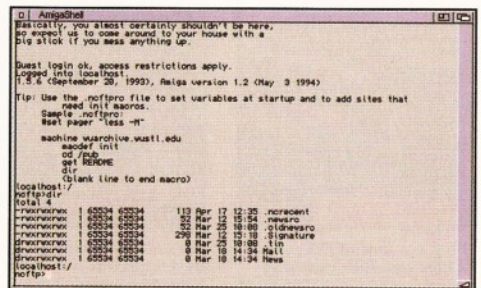 AmigaShell
Basically, you almost certainly shouldn't be here,
so expect us to come around to your house with a
big stick if you mess anything up.
Guest login ok, access restrictions apply.
Logged into localhost.
1.5.6 (September 20, 1993), Amiga version 1.2 (May 3 1994)
Tip: Use the .ncftprc file to set variables at startup and to add sites that
need init macros.
Sample .ncftprc:
#set pager "less -M"
machine wuarchive.wustl.edu
macdef init
cd /pub
get README
dir
(blank line to end macro)
localhost:/
ncftp>dir
total 4
-rwxrwxrwx 1 65534 65534 113 Apr 17 12:35 .ncrecent
-rwxrwxrwx 1 65534 65534 52 Mar 12 15:54 .newsrc
-rwxrwxrwx 1 65534 65534 52 Mar 25 10:08 .oldnewsrc
-rwxrwxrwx 1 65534 65534 298 Mar 12 15:18 .Signature
drwxrwxrwx 1 65534 65534 0 Mar 25 10:08 .tin
drwxrwxrwx 1 65534 65534 0 Mar 18 14:34 Mail
drwxrwxrwx 1 65534 65534 0 Mar 18 14:34 News
localhost:/
ncftp>